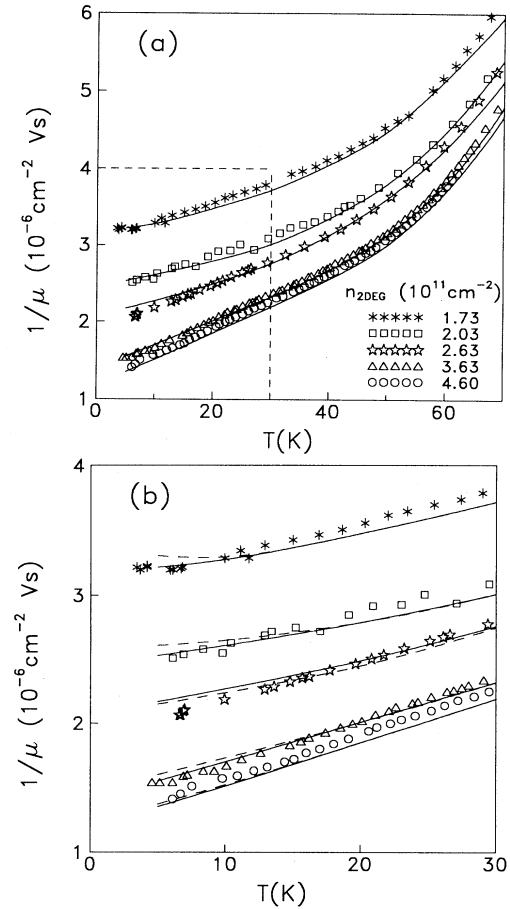 (a)
6
5
4
3
2
1
1/μ (10⁻⁶cm⁻² Vs)
n₂DEG (10¹¹cm⁻²)
✳✳✳✳✳ 1.73
□□□□□ 2.03
☆☆☆☆☆ 2.63
△△△△△ 3.63
○○○○○ 4.60
0 20 40 60
T(K)
(b)
4
3
2
1
1/μ (10⁻⁶cm⁻² Vs)
0 10 20 30
T(K)